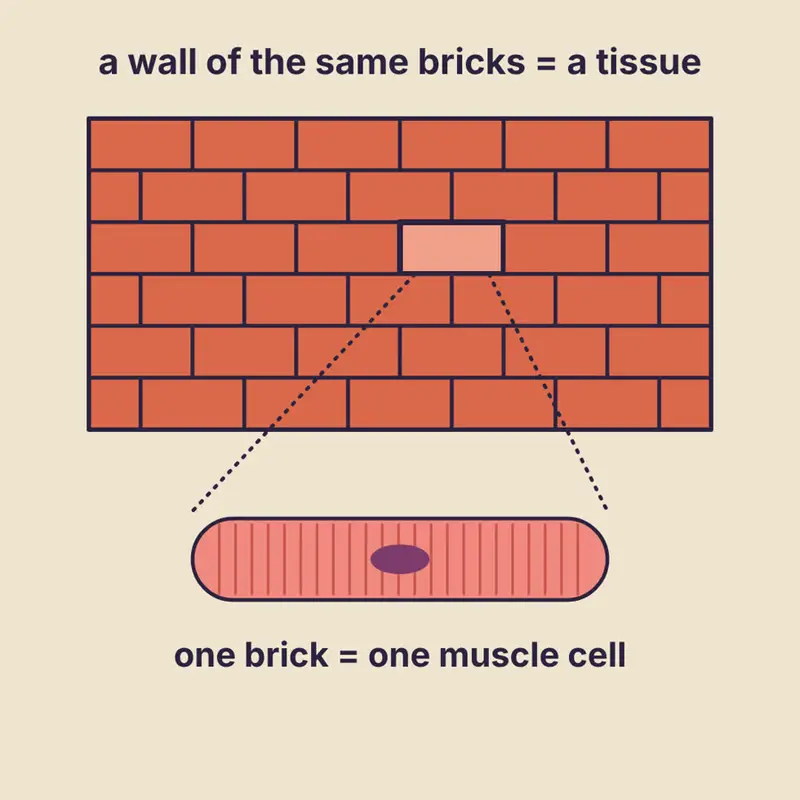 a wall of the same bricks = a tissue
one brick = one muscle cell